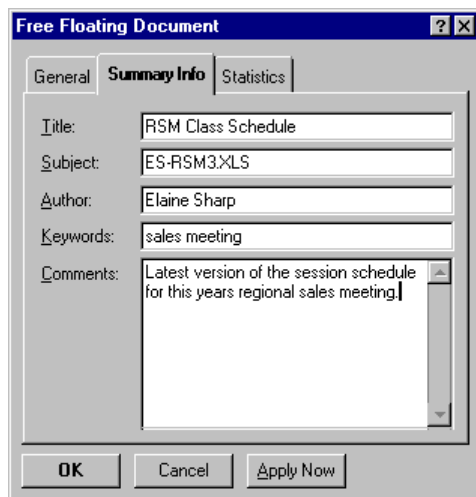 Free Floating Document
General Summary Info Statistics
Title: RSM Class Schedule
Subject: ES-RSM3.XLS
Author: Elaine Sharp
Keywords: sales meeting
Comments: Latest version of the session schedule
for this years regional sales meeting.
OK Cancel Apply Now